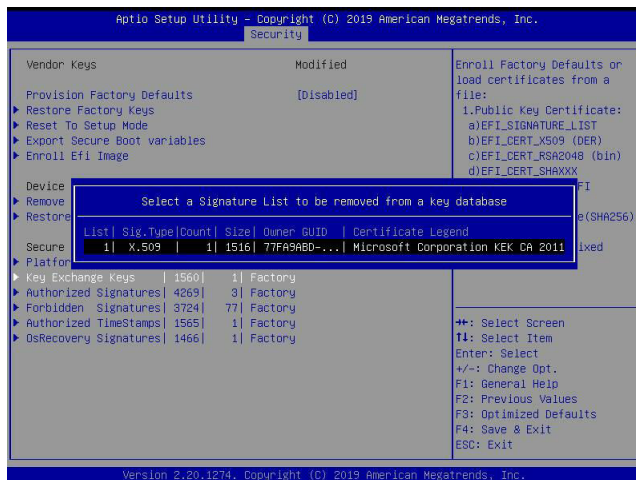 Aptio Setup Utility – Copyright (C) 2019 American Megatrends, Inc.
Security
Vendor Keys Modified
Provision Factory Defaults [Disabled]
Restore Factory Keys
Reset To Setup Mode
Export Secure Boot variables
Enroll Efi Image
Device
Remove
Restore
Secure
Platfor
Select a Signature List to be removed from a key database
List| Sig.Type|Count| Size| Owner GUID | Certificate Legend
1| X.509 | 1| 1516| 77FA9ABD-...| Microsoft Corporation KEK CA 2011
Key Exchange Keys | 1560| 1| Factory
Authorized Signatures| 4269| 3| Factory
Forbidden Signatures| 3724| 77| Factory
Authorized TimeStamps| 1565| 1| Factory
OsRecovery Signatures| 1466| 1| Factory
Enroll Factory Defaults or
load certificates from a
file:
1.Public Key Certificate:
a)EFI_SIGNATURE_LIST
b)EFI_CERT_X509 (DER)
c)EFI_CERT_RSA2048 (bin)
d)EFI_CERT_SHAXXX
FI
e(SHA256)
ixed
→←: Select Screen
↑↓: Select Item
Enter: Select
+/-: Change Opt.
F1: General Help
F2: Previous Values
F3: Optimized Defaults
F4: Save & Exit
ESC: Exit
Version 2.20.1274. Copyright (C) 2019 American Megatrends, Inc.